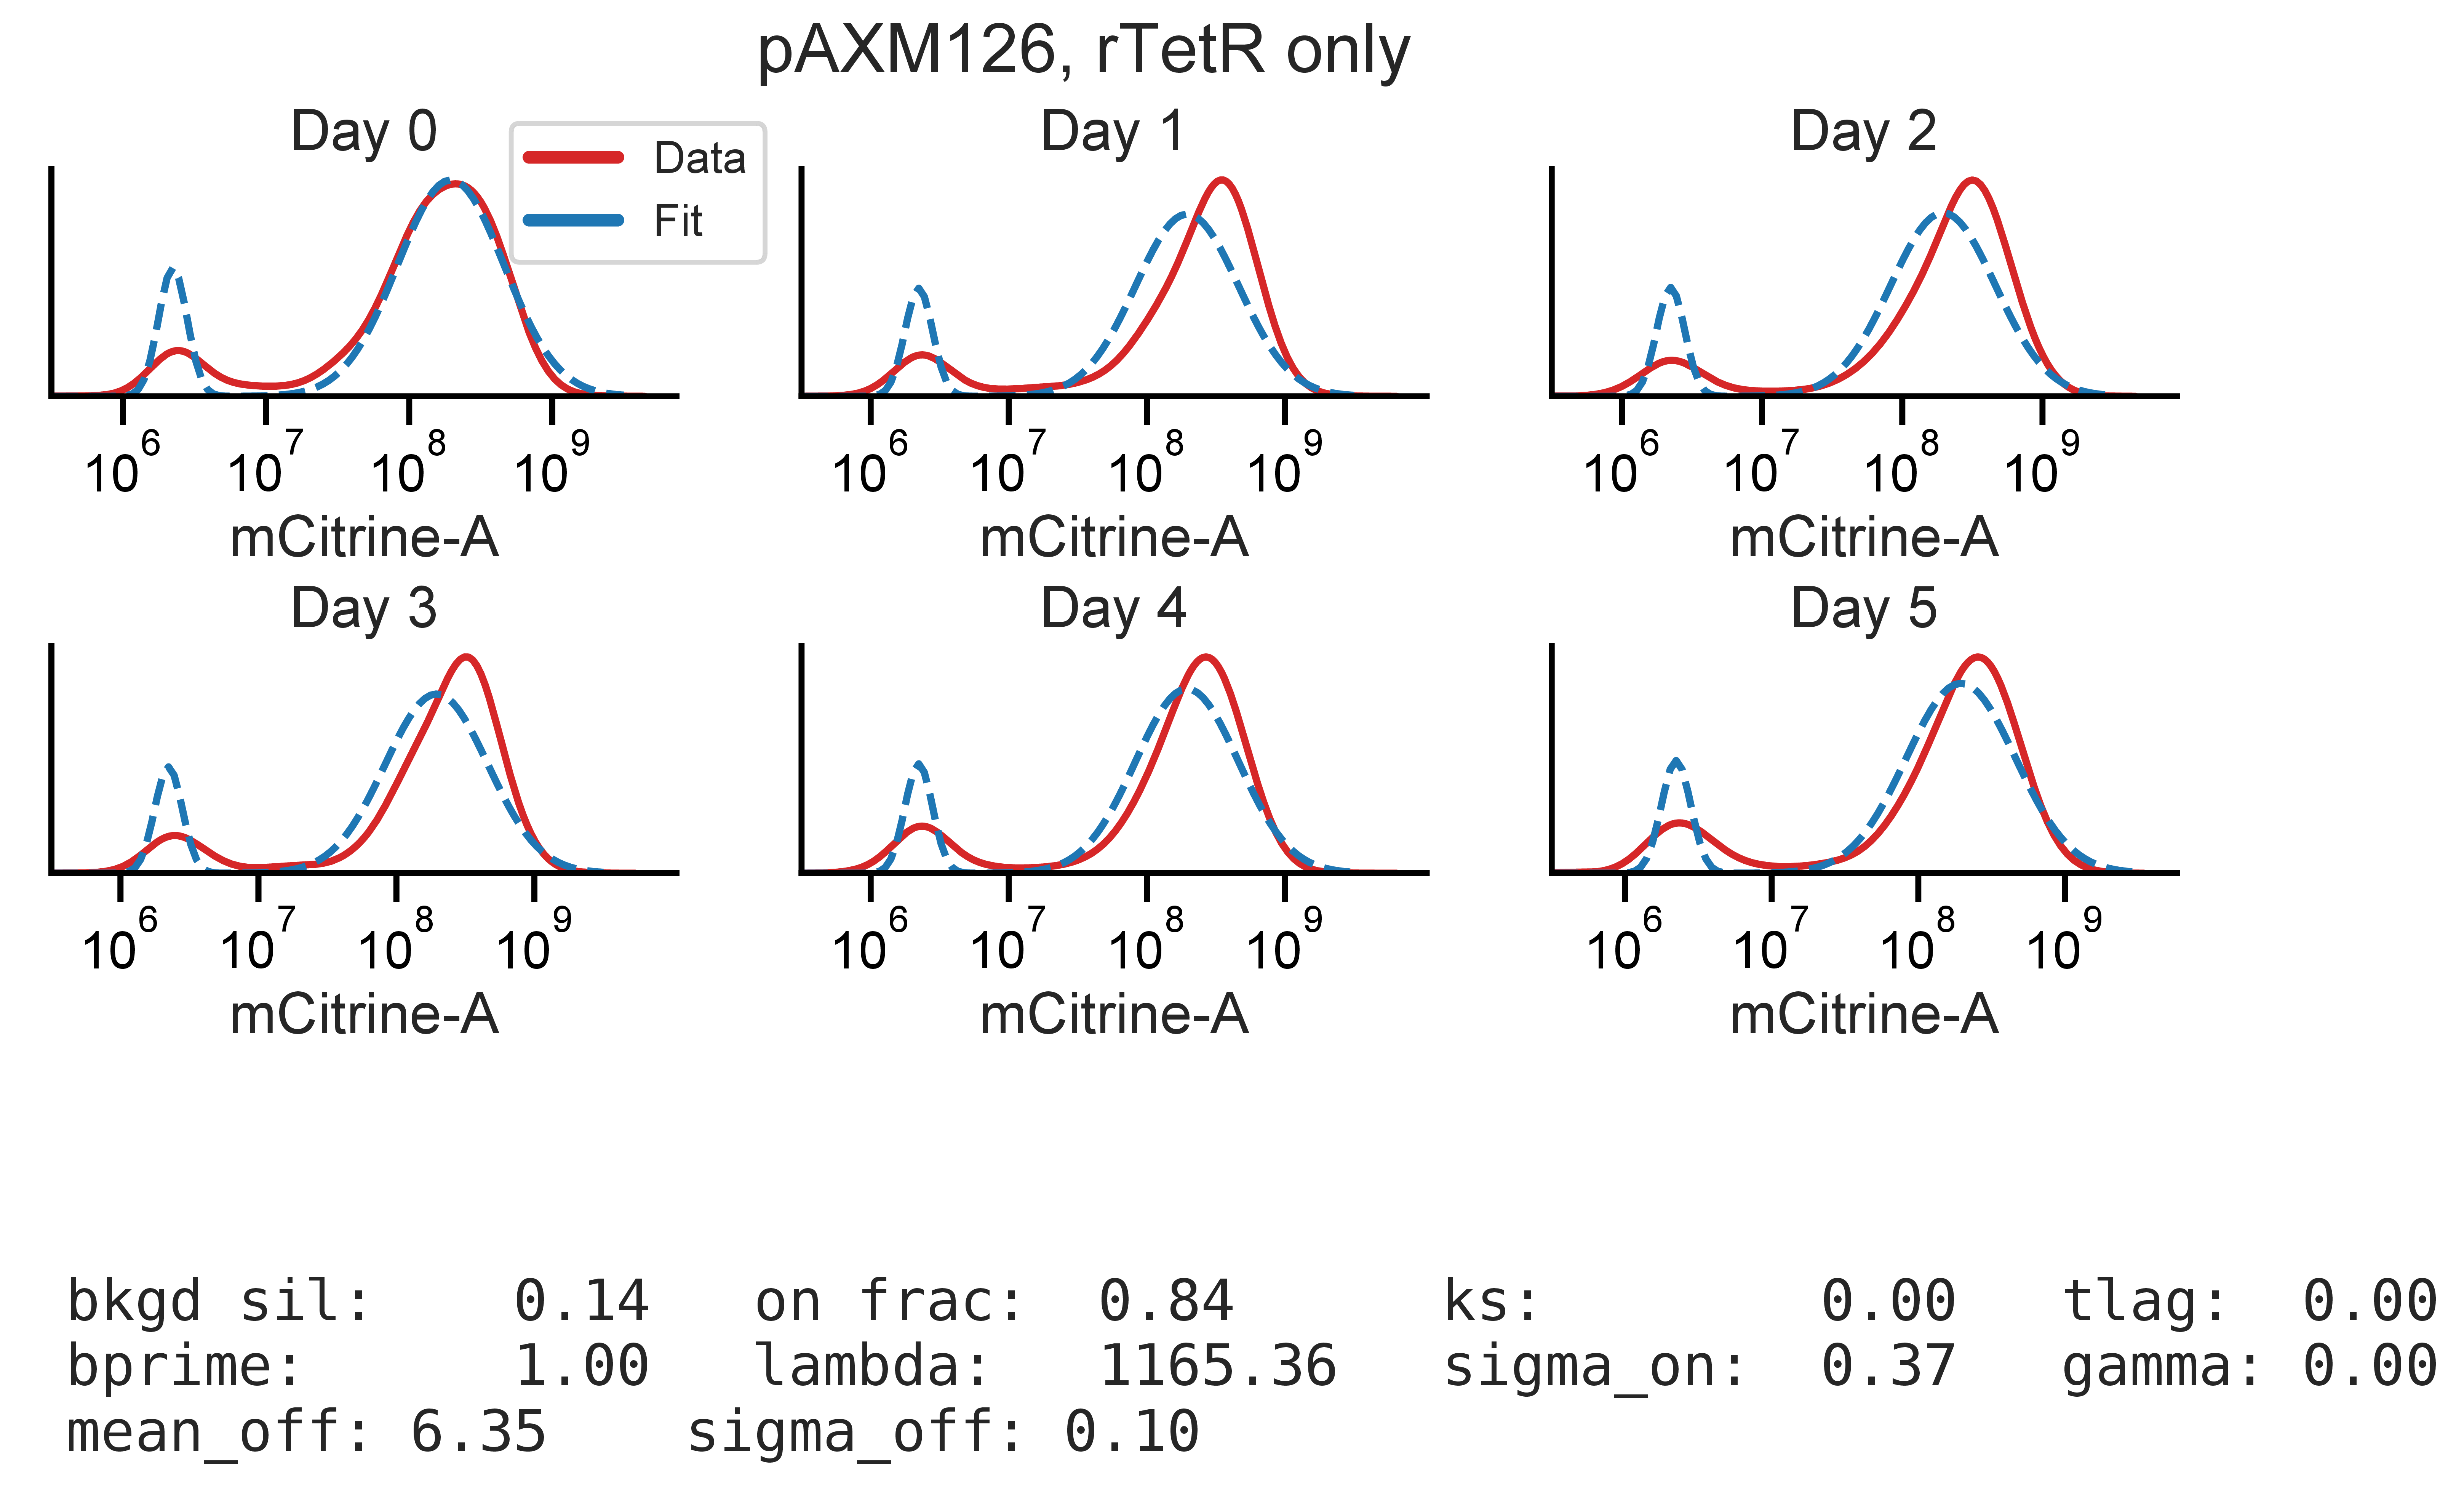 pAXM126, rTetR only
Day 0
Data
Fit
10^6 10^7 10^8 10^9
mCitrine-A
Day 1
10^6 10^7 10^8 10^9
mCitrine-A
Day 2
10^6 10^7 10^8 10^9
mCitrine-A
Day 3
10^6 10^7 10^8 10^9
mCitrine-A
Day 4
10^6 10^7 10^8 10^9
mCitrine-A
Day 5
10^6 10^7 10^8 10^9
mCitrine-A
bkgd sil: 0.14 on frac: 0.84 ks: 0.00 tlag: 0.00
bprime: 1.00 lambda: 1165.36 sigma_on: 0.37 gamma: 0.00
mean_off: 6.35 sigma_off: 0.10